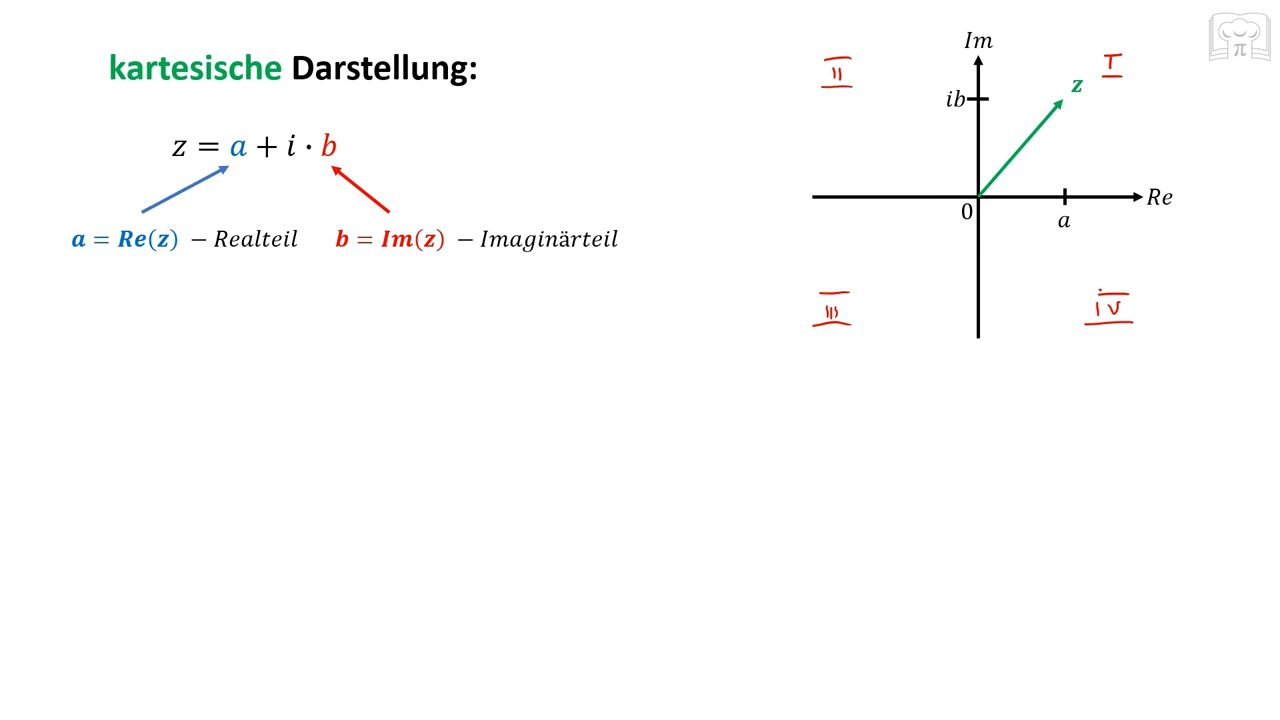 kartesische Darstellung:
z = a + i · b
a = Re(z) – Realteil
b = Im(z) – Imaginärteil
Im
II
I
z
ib
Re
0
a
III
IV
π